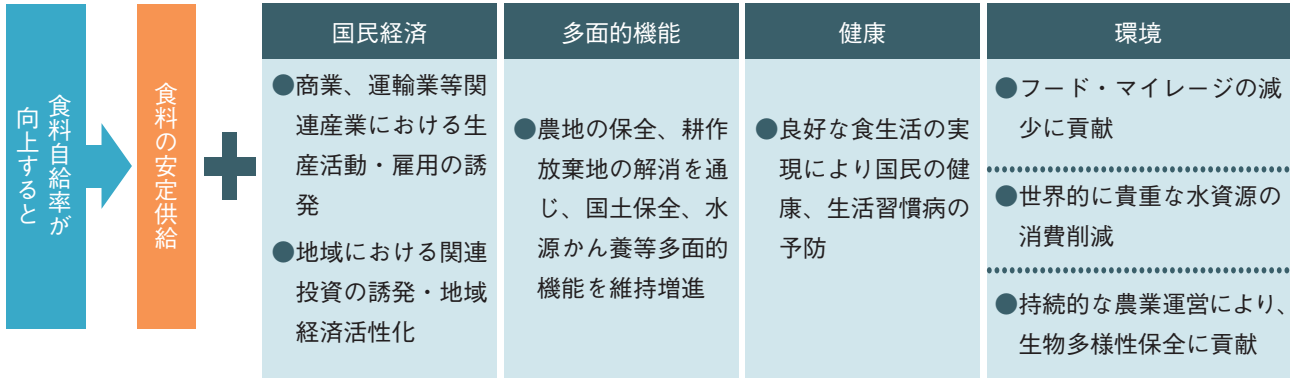 食料自給率が
向上すると
食料の安定供給
国民経済
●商業、運輸業等関
連産業における生
産活動・雇用の誘
発
●地域における関連
投資の誘発・地域
経済活性化
多面的機能
●農地の保全、耕作
放棄地の解消を通
じ、国土保全、水
源かん養等多面的
機能を維持増進
健康
●良好な食生活の実
現により国民の健
康、生活習慣病の
予防
環境
●フード・マイレージの減
少に貢献
●世界的に貴重な水資源の
消費削減
●持続的な農業運営により、
生物多様性保全に貢献